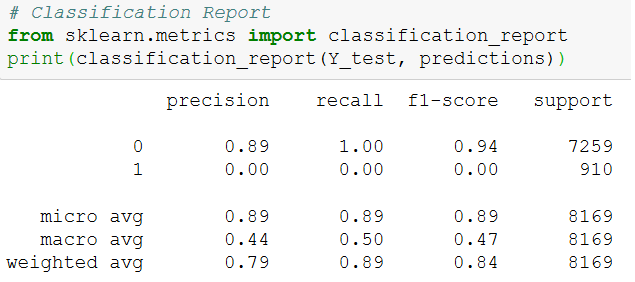 # Classification Report
from sklearn.metrics import classification_report
print(classification_report(Y_test, predictions))
precision recall f1-score support
0 0.89 1.00 0.94 7259
1 0.00 0.00 0.00 910
micro avg 0.89 0.89 0.89 8169
macro avg 0.44 0.50 0.47 8169
weighted avg 0.79 0.89 0.84 8169